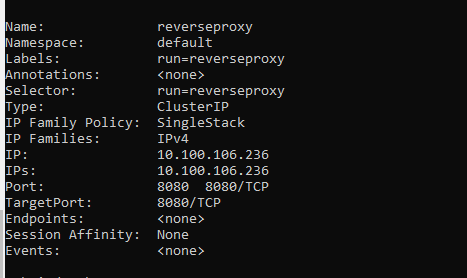 Name: reverseproxy
Namespace: default
Labels: run=reverseproxy
Annotations: <none>
Selector: run=reverseproxy
Type: ClusterIP
IP Family Policy: SingleStack
IP Families: IPv4
IP: 10.100.106.236
IPs: 10.100.106.236
Port: 8080 8080/TCP
TargetPort: 8080/TCP
Endpoints: <none>
Session Affinity: None
Events: <none>